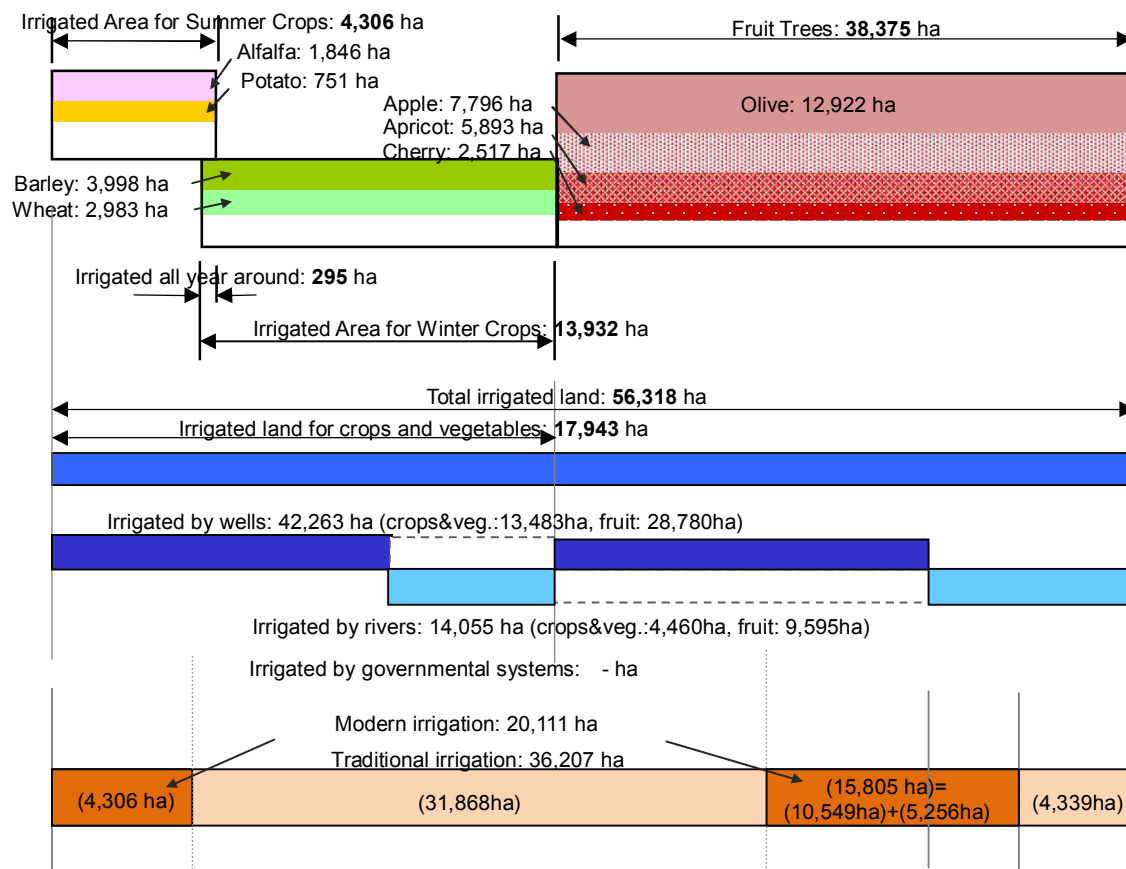 Irrigated Area for Summer Crops: 4,306 ha
Fruit Trees: 38,375 ha
Alfalfa: 1,846 ha
Potato: 751 ha
Apple: 7,796 ha
Olive: 12,922 ha
Apricot: 5,893 ha
Cherry: 2,517 ha
Barley: 3,998 ha
Wheat: 2,983 ha
Irrigated all year around: 295 ha
Irrigated Area for Winter Crops: 13,932 ha
Total irrigated land: 56,318 ha
Irrigated land for crops and vegetables: 17,943 ha
Irrigated by wells: 42,263 ha (crops&veg.:13,483ha, fruit: 28,780ha)
Irrigated by rivers: 14,055 ha (crops&veg.:4,460ha, fruit: 9,595ha)
Irrigated by governmental systems: - ha
Modern irrigation: 20,111 ha
Traditional irrigation: 36,207 ha
(4,306 ha)
(31,868ha)
(15,805 ha)=
(10,549ha)+(5,256ha)
(4,339ha)